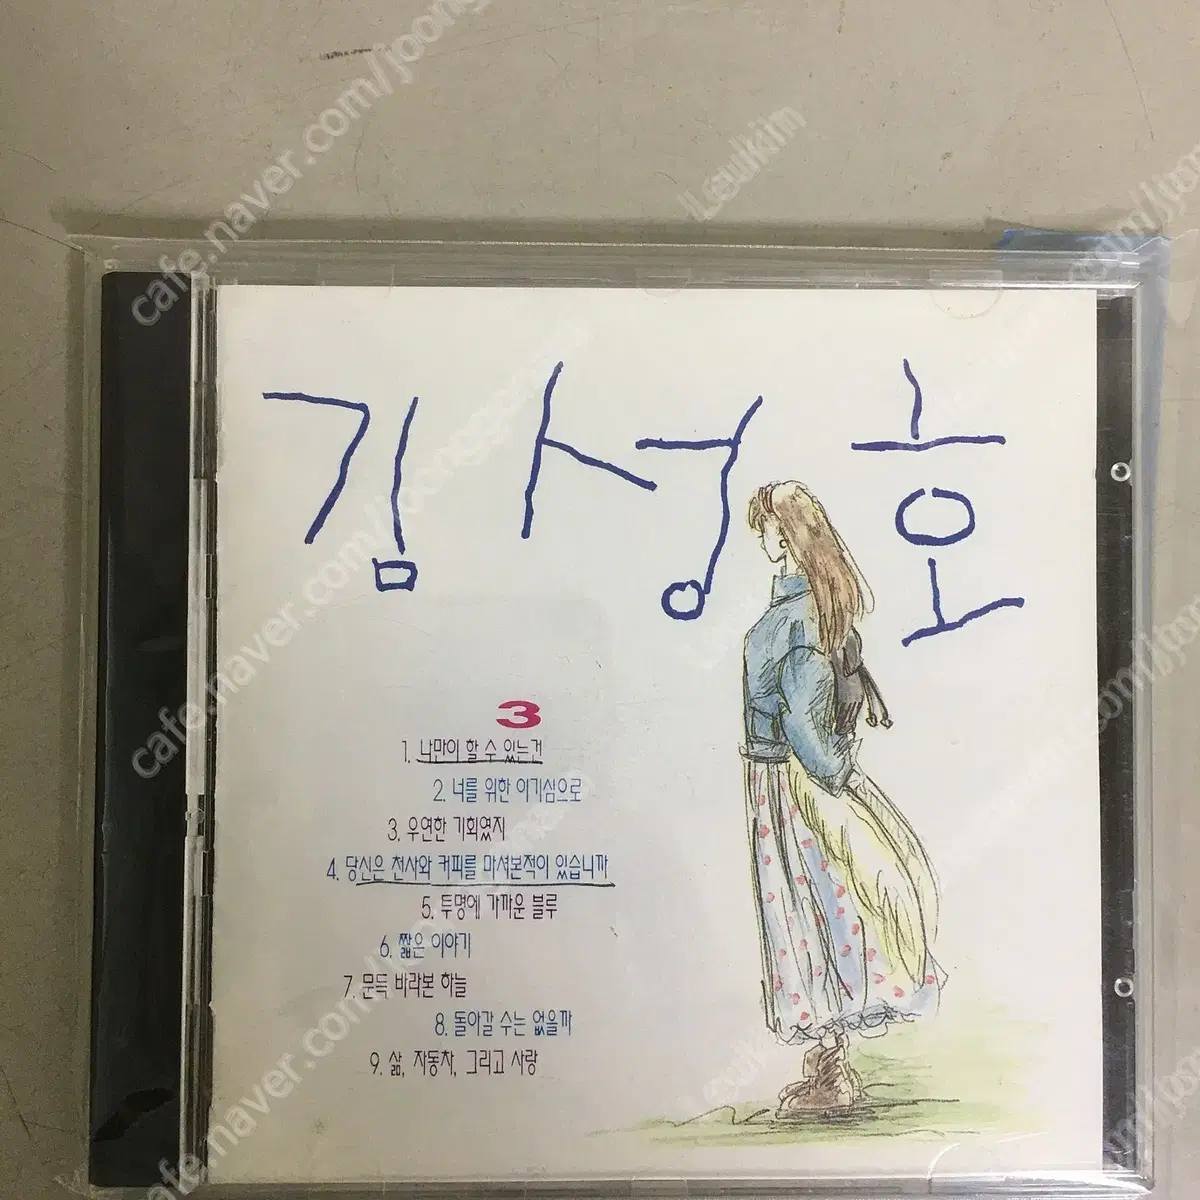 김성호
3
1. 나만이 할 수 있는건
2. 너를 위한 이기심으로
3. 우연한 기회였지
4. 당신은 천사와 커피를 마셔본적이 있습니까
5. 투명에 가까운 블루
6. 짧은 이야기
7. 문득 바라본 하늘
8. 돌아갈 수는 없을까
9. 삶, 자동차, 그리고 사랑